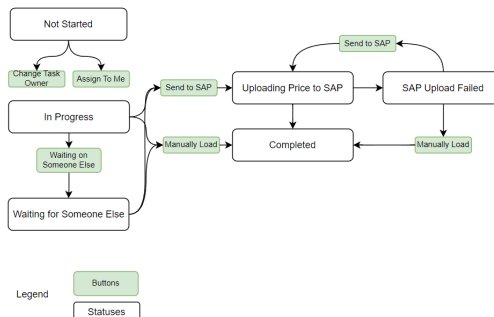 Not Started
Send to SAP
Change Task
Owner
Assign To Me
Send to SAP
Uploading Price to SAP
SAP Upload Failed
In Progress
Manually Load
Completed
Manually Load
Waiting on
Someone Else
Waiting for Someone Else
Buttons
Legend
Statuses